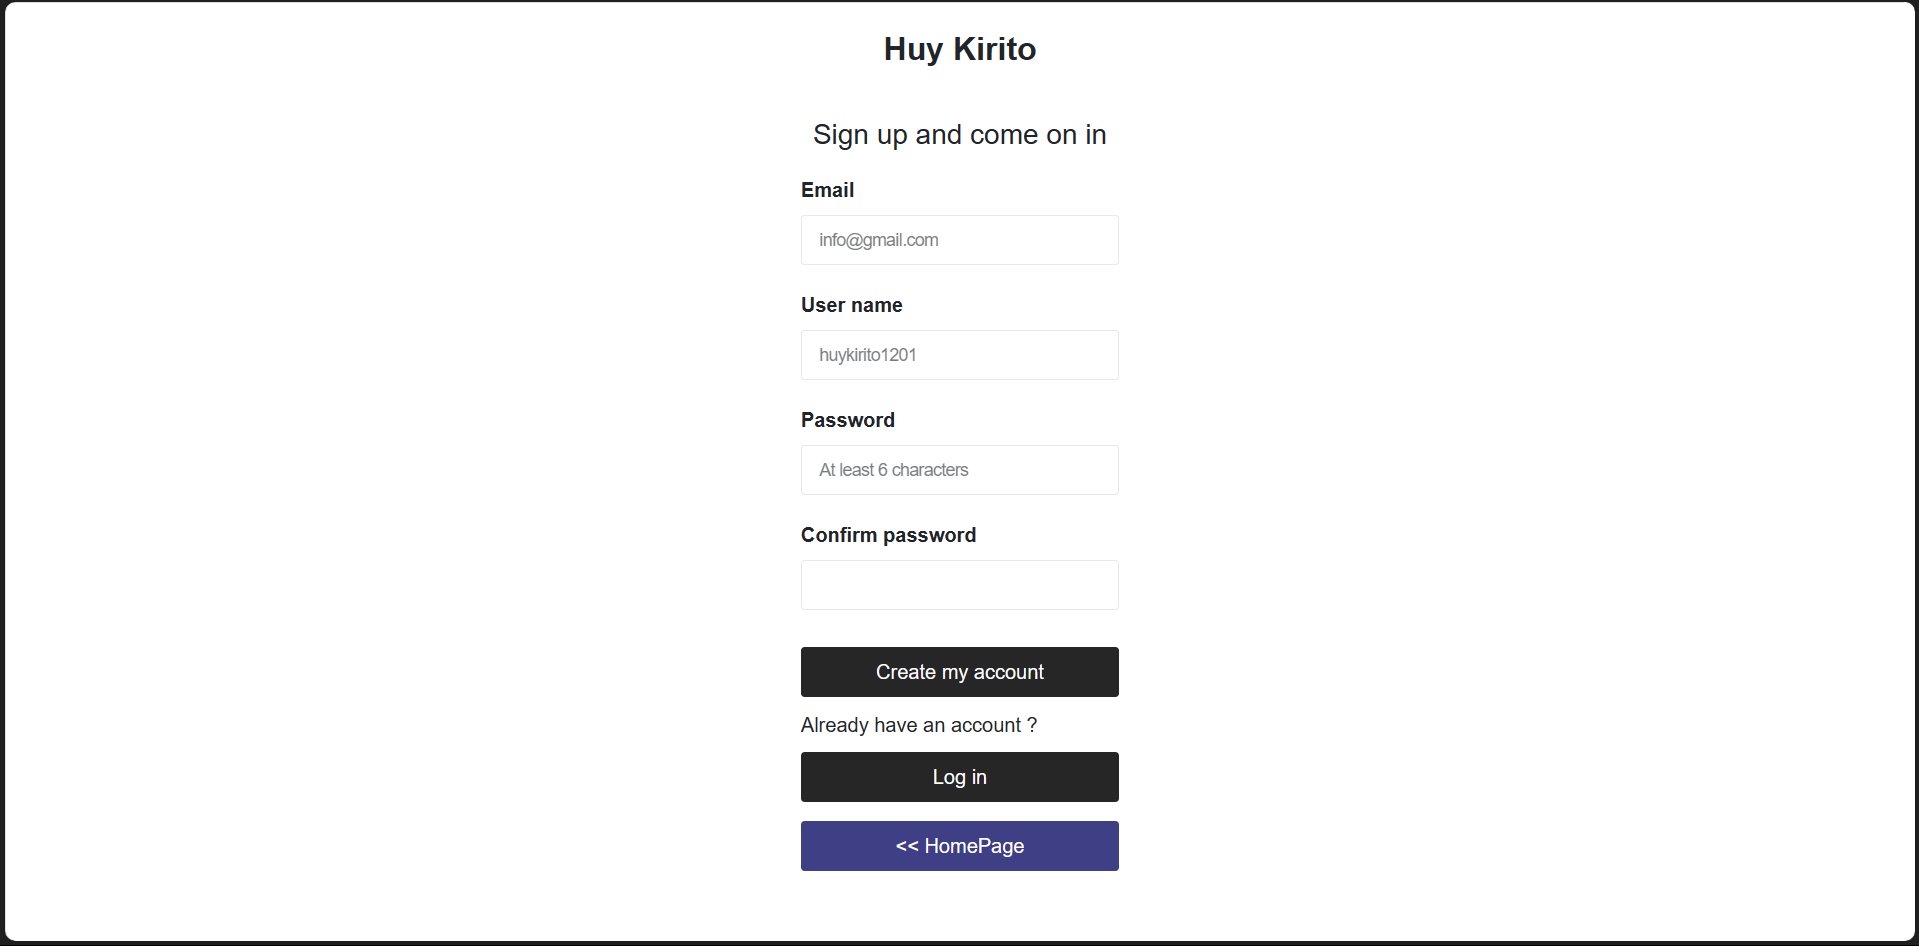 Huy Kirito
Sign up and come on in
Email
info@gmail.com
User name
huykirito1201
Password
At least 6 characters
Confirm password
Create my account
Already have an account ?
Log in
<< HomePage